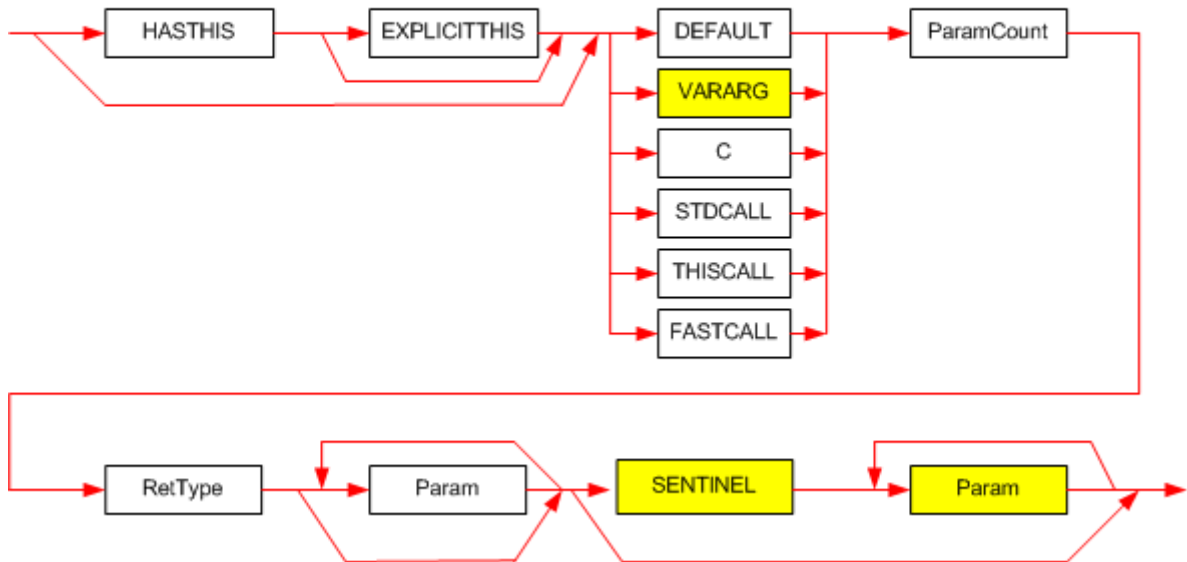 HASTHIS
EXPLICITTHIS
DEFAULT
ParamCount
VARARG
C
STDCALL
THISCALL
FASTCALL
RetType
Param
SENTINEL
Param